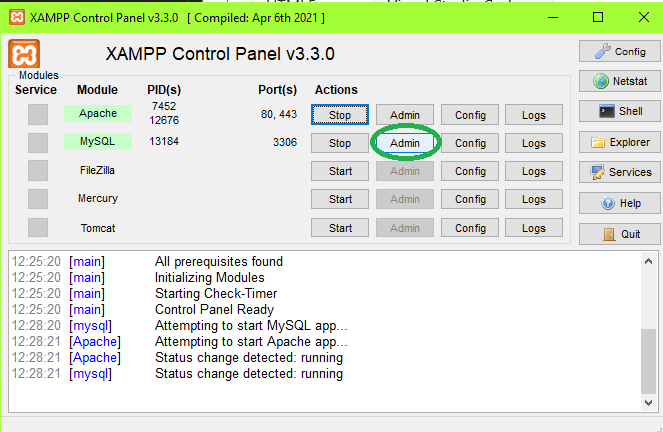 XAMPP Control Panel v3.3.0 [ Compiled: Apr 6th 2021 ]
XAMPP Control Panel v3.3.0
Config
Modules
Service Module PID(s) Port(s) Actions
Netstat
Apache 7452 12676 80, 443 Stop Admin Config Logs
Shell
MySQL 13184 3306 Stop Admin Config Logs
Explorer
FileZilla Start Admin Config Logs
Services
Mercury Start Admin Config Logs
Help
Tomcat Start Admin Config Logs
Quit
12:25:20 [main] All prerequisites found
12:25:20 [main] Initializing Modules
12:25:20 [main] Starting Check-Timer
12:25:20 [main] Control Panel Ready
12:28:20 [mysql] Attempting to start MySQL app...
12:28:21 [Apache] Attempting to start Apache app...
12:28:21 [Apache] Status change detected: running
12:28:21 [mysql] Status change detected: running